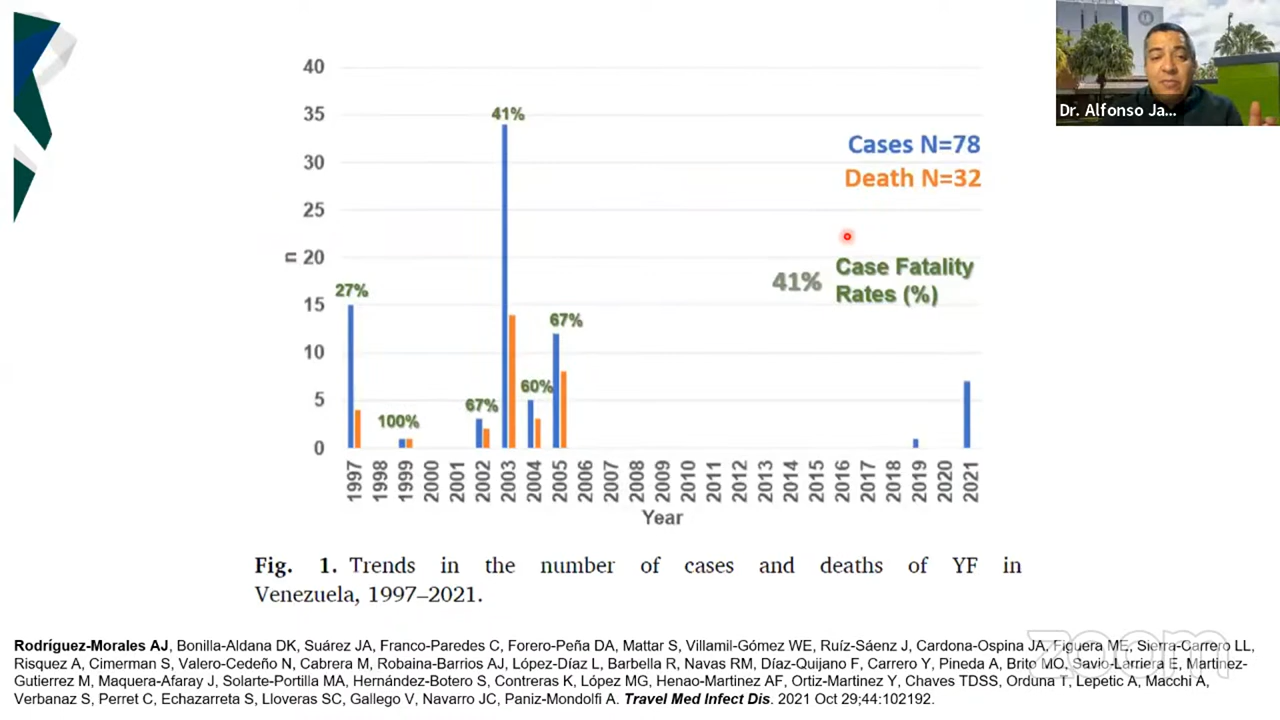 Dr. Alfonso Ja...
40
35
30
25
20
15
10
5
0
n
27%
100%
67%
41%
60%
67%
Cases N=78
Death N=32
41%
Case Fatality
Rates (%)
1997
1998
1999
2000
2001
2002
2003
2004
2005
2006
2007
2008
2009
2010
2011
2012
2013
2014
2015
2016
2017
2018
2019
2020
2021
Year
Fig. 1. Trends in the number of cases and deaths of YF in
Venezuela, 1997–2021.
Rodríguez-Morales AJ, Bonilla-Aldana DK, Suárez JA, Franco-Paredes C, Forero-Peña DA, Mattar S, Villamil-Gómez WE, Ruíz-Sáenz J, Cardona-Ospina JA, Figuera ME, Sierra-Carrero LL,
Risquez A, Cimerman S, Valero-Cedeño N, Cabrera M, Robaina-Barrios AJ, López-Díaz L, Barbella R, Navas RM, Díaz-Quijano F, Carrero Y, Pineda A, Brito MO, Savio-Larriera E, Martinez-
Gutierrez M, Maquera-Afaray J, Solarte-Portilla MA, Hernández-Botero S, Contreras K, López MG, Henao-Martinez AF, Ortiz-Martinez Y, Chaves TDSS, Orduna T, Lepetic A, Macchi A,
Verbanaz S, Perret C, Echazarreta S, Lloveras SC, Gallego V, Navarro JC, Paniz-Mondolfi A. Travel Med Infect Dis. 2021 Oct 29;44:102192.
zoom